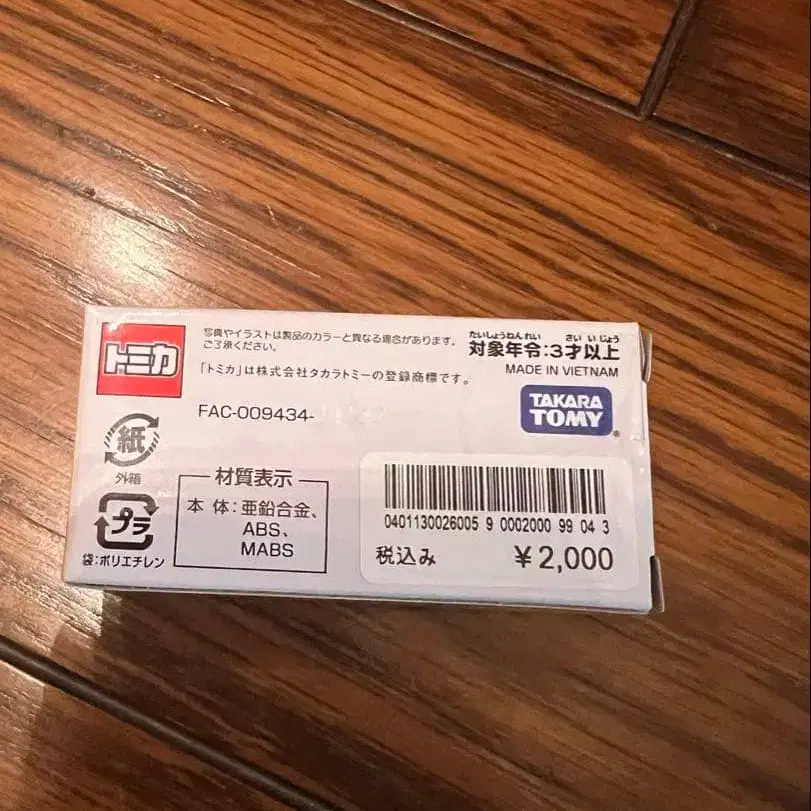 トミカ
写真やイラストは製品のカラーと異なる場合があります。
ご了承ください。
「トミカ」は株式会社タカラトミーの登録商標です。
たいしょうねんれい さい いじょう
対象年令:3才以上
MADE IN VIETNAM
FAC-009434-
TAKARA
TOMY
紙
外箱
プラ
袋:ポリエチレン
材質表示
本 体:亜鉛合金、
ABS、
MABS
0401130026005 9 0002000 99 04 3
税込み ¥2,000